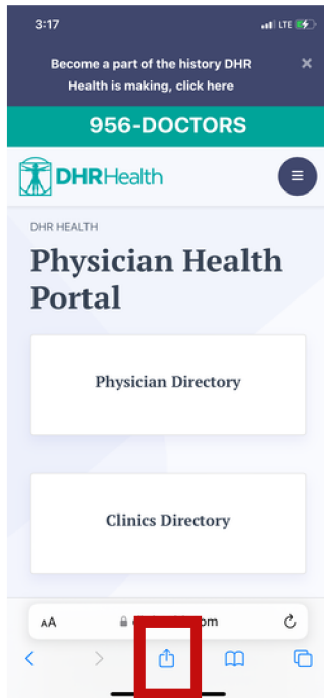 3:17 LTE
Become a part of the history DHR
Health is making, click here
956-DOCTORS
DHRHealth
DHR HEALTH
Physician Health
Portal
Physician Directory
Clinics Directory
AA